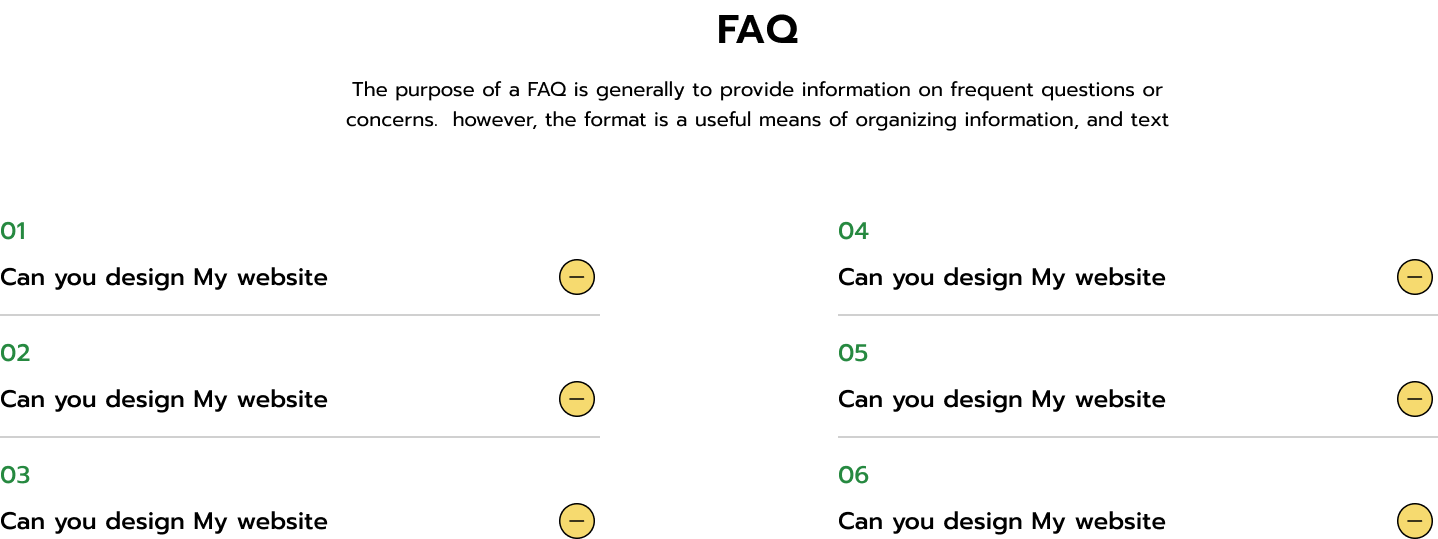 FAQ
The purpose of a FAQ is generally to provide information on frequent questions or
concerns.  however, the format is a useful means of organizing information, and text
01
Can you design My website
02
Can you design My website
03
Can you design My website
04
Can you design My website
05
Can you design My website
06
Can you design My website